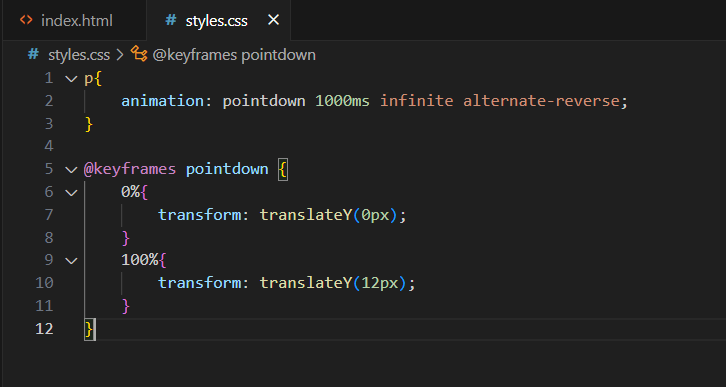 <> index.html # styles.css ×
# styles.css > @keyframes pointdown
1 p{
2 animation: pointdown 1000ms infinite alternate-reverse;
3 }
4
5 @keyframes pointdown {
6 0%{
7 transform: translateY(0px);
8 }
9 100%{
10 transform: translateY(12px);
11 }
12 }